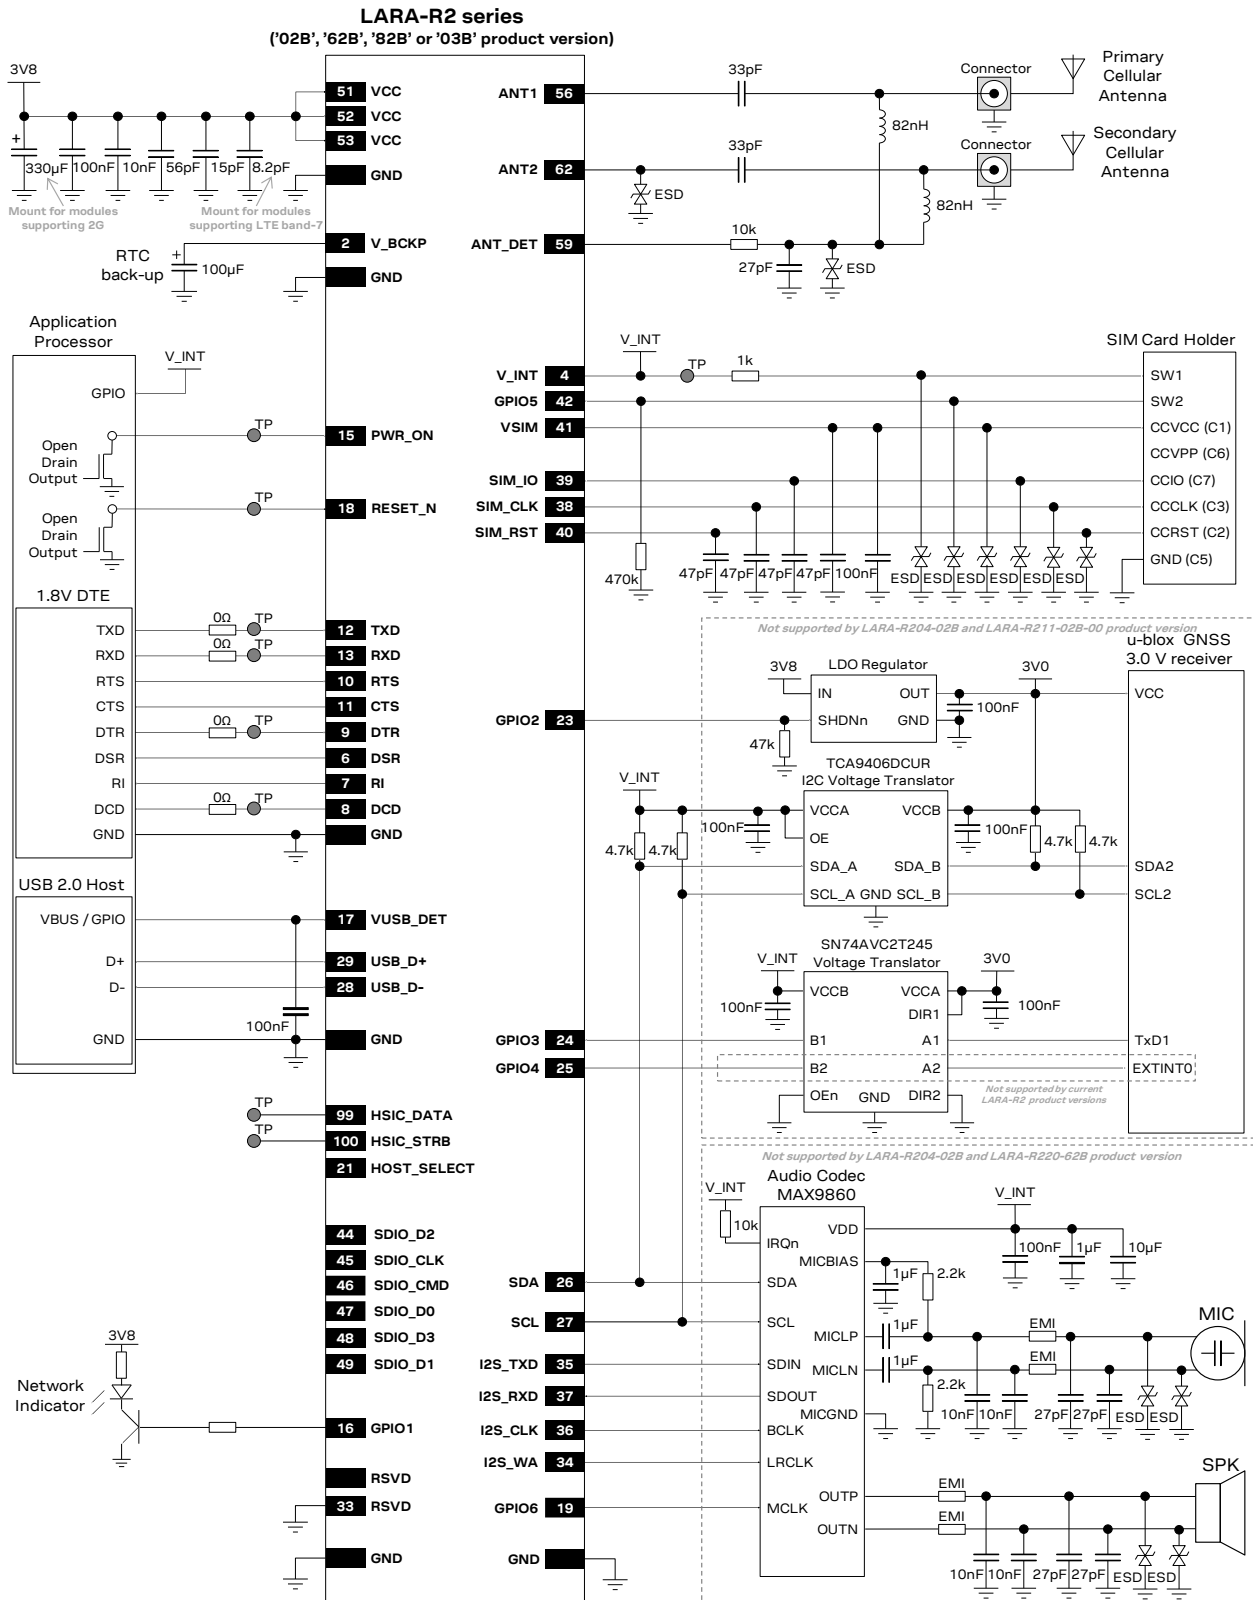 LARA-R2 series
('02B', '62B', '82B' or '03B' product version)
3V8
51 VCC
52 VCC
53 VCC
GND
+
330µF 100nF 10nF 56pF 15pF 8.2pF
Mount for modules
supporting 2G
Mount for modules
supporting LTE band-7
RTC
back-up
+
100µF
2 V_BCKP
GND
ANT1 56
33pF
Connector
Primary
Cellular
Antenna
82nH
ANT2 62
33pF
ESD
Connector
Secondary
Cellular
Antenna
82nH
ANT_DET 59
10k
27pF
ESD
Application
Processor
V_INT
GPIO
Open
Drain
Output
TP
15 PWR_ON
Open
Drain
Output
TP
18 RESET_N
V_INT
TP
1k
SIM Card Holder
V_INT 4
SW1
GPIO5 42
SW2
VSIM 41
CCVCC (C1)
CCVPP (C6)
SIM_IO 39
CCIO (C7)
SIM_CLK 38
CCCLK (C3)
SIM_RST 40
CCRST (C2)
GND (C5)
470k
47pF 47pF 47pF 47pF 100nF
ESD ESD ESD ESD ESD ESD
1.8V DTE
TXD 0Ω TP 12 TXD
RXD 0Ω TP 13 RXD
RTS 10 RTS
CTS 11 CTS
DTR 0Ω TP 9 DTR
DSR 6 DSR
RI 7 RI
DCD 0Ω TP 8 DCD
GND GND
USB 2.0 Host
VBUS / GPIO 17 VUSB_DET
D+ 29 USB_D+
D- 28 USB_D-
100nF
GND GND
TP 99 HSIC_DATA
TP 100 HSIC_STRB
21 HOST_SELECT
44 SDIO_D2
45 SDIO_CLK
46 SDIO_CMD
47 SDIO_D0
48 SDIO_D3
49 SDIO_D1
3V8
Network
Indicator
16 GPIO1
RSVD
33 RSVD
GND
Not supported by LARA-R204-02B and LARA-R211-02B-00 product version
u-blox GNSS
3.0 V receiver
3V8
LDO Regulator
3V0
IN OUT
VCC
100nF
GPIO2 23
SHDNn GND
47k
TCA9406DCUR
I2C Voltage Translator
V_INT
VCCA VCCB
100nF
100nF
OE
4.7k 4.7k
4.7k 4.7k
SDA_A SDA_B
SDA2
SCL_A GND SCL_B
SCL2
SN74AVC2T245
Voltage Translator
V_INT
3V0
VCCB VCCA
100nF
100nF
DIR1
GPIO3 24
B1 A1
TxD1
GPIO4 25
B2 A2
EXTINT0
Not supported by current
LARA-R2 product versions
OEn GND DIR2
Not supported by LARA-R204-02B and LARA-R220-62B product version
Audio Codec
MAX9860
V_INT
10k
V_INT
VDD
IRQn
100nF 1µF 10µF
MICBIAS
1µF 2.2k
SDA 26
SDA
SCL 27
SCL
MICLP
1µF
EMI
MIC
I2S_TXD 35
SDIN
MICLN
1µF
EMI
2.2k
I2S_RXD 37
SDOUT
MICGND
10nF 10nF 27pF 27pF ESD ESD
I2S_CLK 36
BCLK
I2S_WA 34
LRCLK
SPK
OUTP
EMI
GPIO6 19
MCLK
OUTN
EMI
GND
10nF 10nF 27pF 27pF ESD ESD